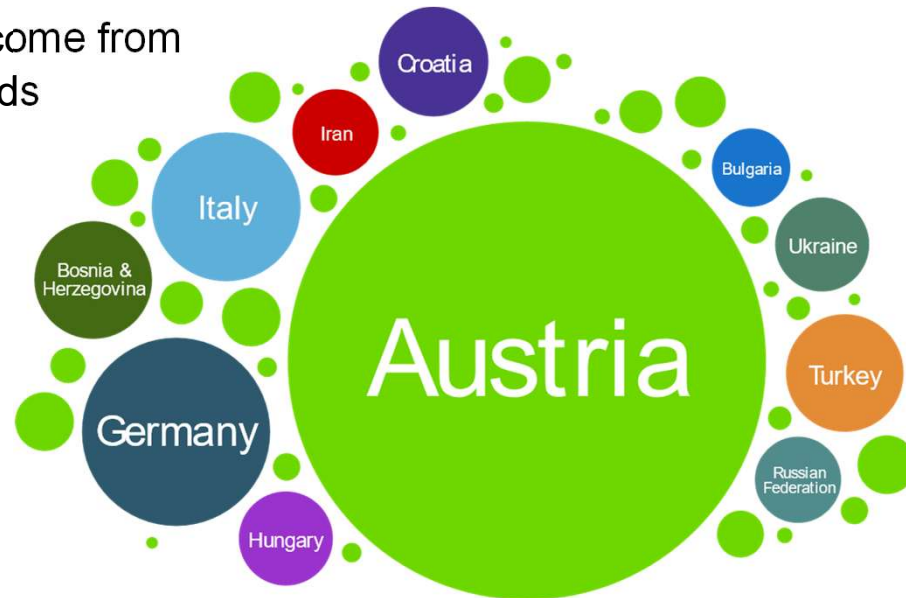 come from
ds
Croatia
Iran
Italy
Bulgaria
Ukraine
Bosnia &
Herzegovina
Austria
Turkey
Germany
Russian
Federation
Hungary